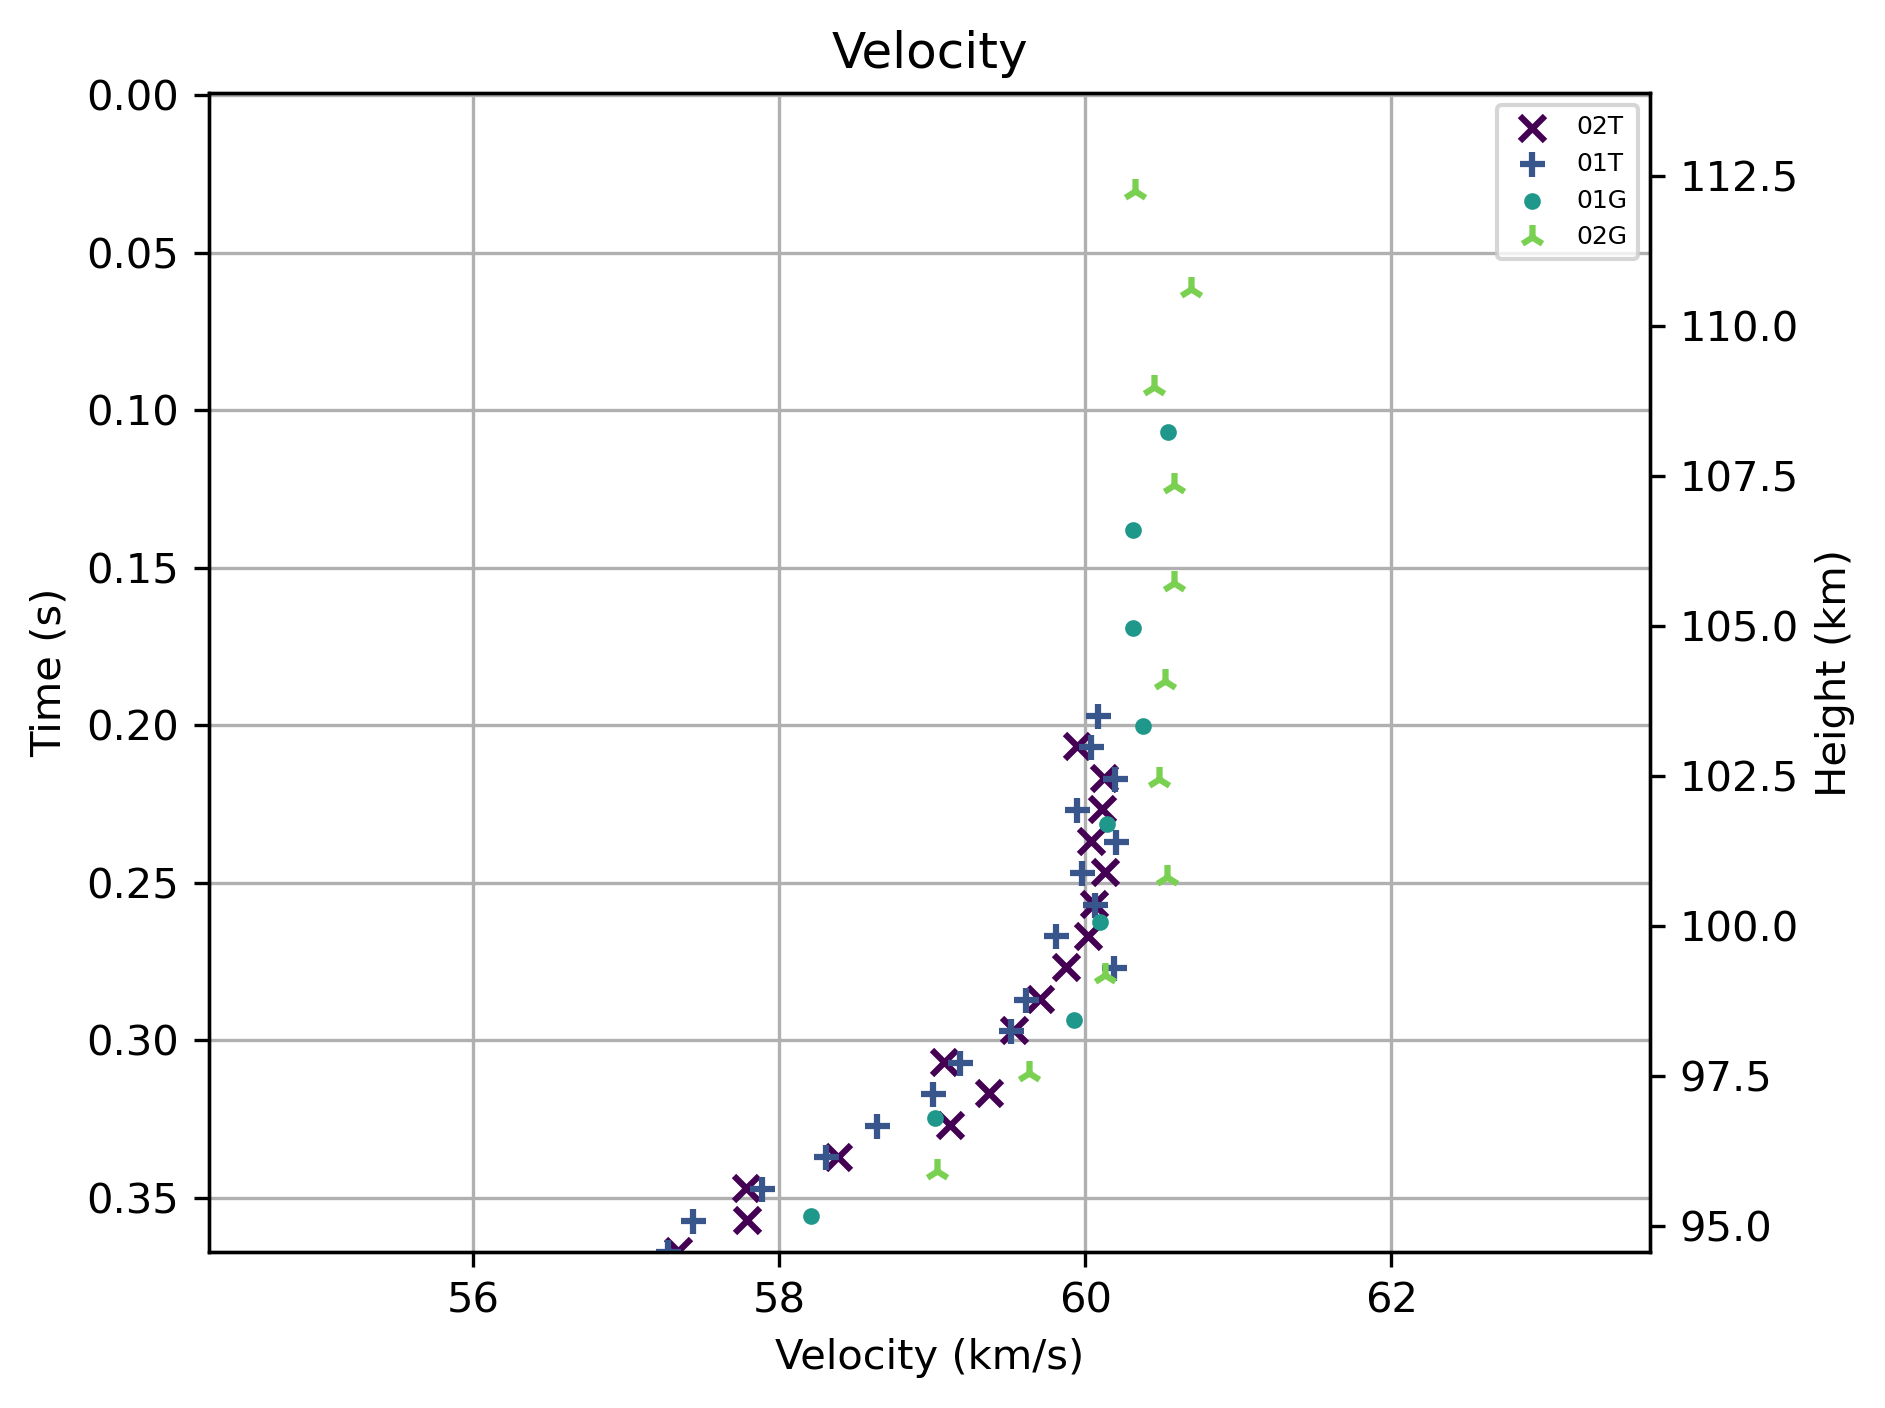 Velocity
0.00
0.05
0.10
0.15
0.20
0.25
0.30
0.35
Time (s)
02T
01T
01G
02G
112.5
110.0
107.5
105.0
102.5
100.0
97.5
95.0
Height (km)
56 58 60 62
Velocity (km/s)